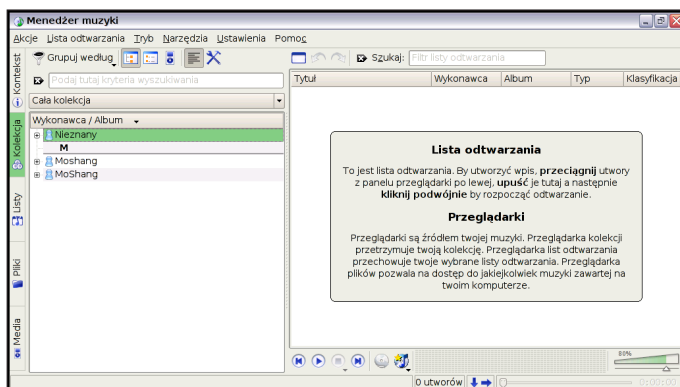 Menedżer muzyki
Akcje Lista odtwarzania Tryb Narzędzia Ustawienia Pomoc
Kontekst
Kolekcja
Listy
Pliki
Media
Grupuj według
Podaj tutaj kryteria wyszukiwania
Cała kolekcja
Wykonawca / Album
Nieznany
M
Moshang
MoShang
Szukaj: Filtr listy odtwarzania
Tytuł Wykonawca Album Typ Klasyfikacja
Lista odtwarzania
To jest lista odtwarzania. By utworzyć wpis, przeciągnij utwory
z panelu przeglądarki po lewej, upuść je tutaj a następnie
kliknij podwójnie by rozpocząć odtwarzanie.
Przeglądarki
Przeglądarki są źródłem twojej muzyki. Przeglądarka kolekcji
przetrzymuje twoją kolekcję. Przeglądarka list odtwarzania
przechowuje twoje wybrane listy odtwarzania. Przeglądarka
plików pozwala na dostęp do jakiejkolwiek muzyki zawartej na
twoim komputerze.
80%
0 utworów 0:00:00